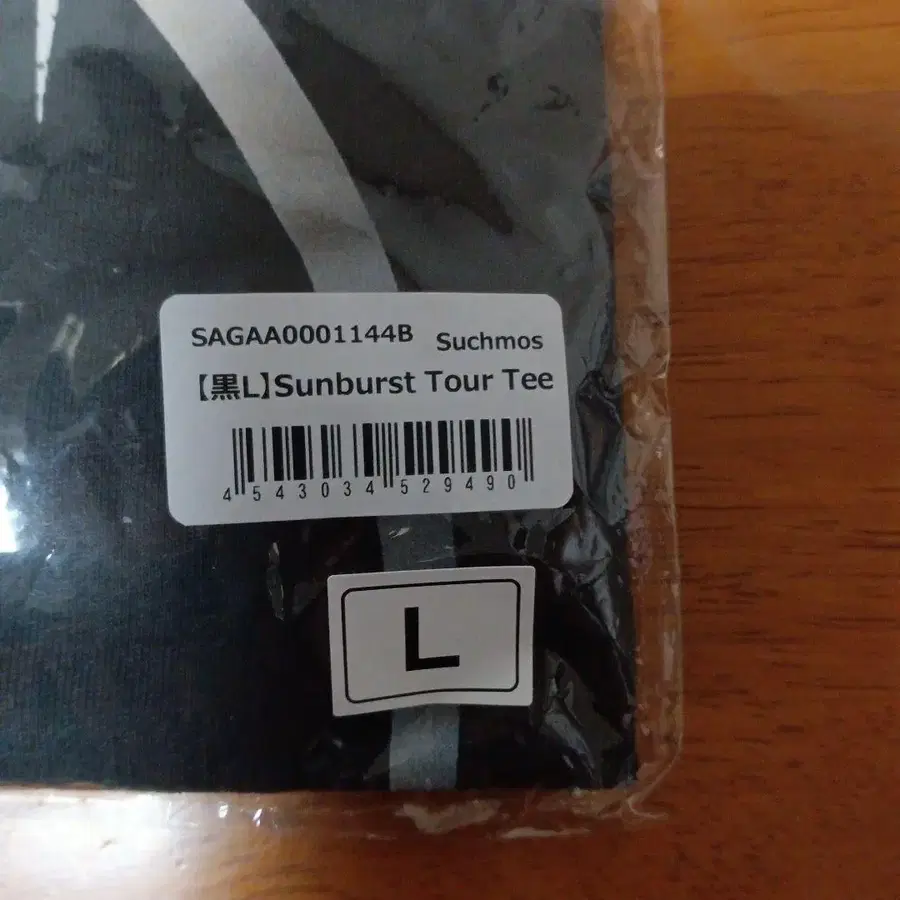 SAGAA0001144B Suchmos
【黒L】Sunburst Tour Tee
4 543034 529490
L